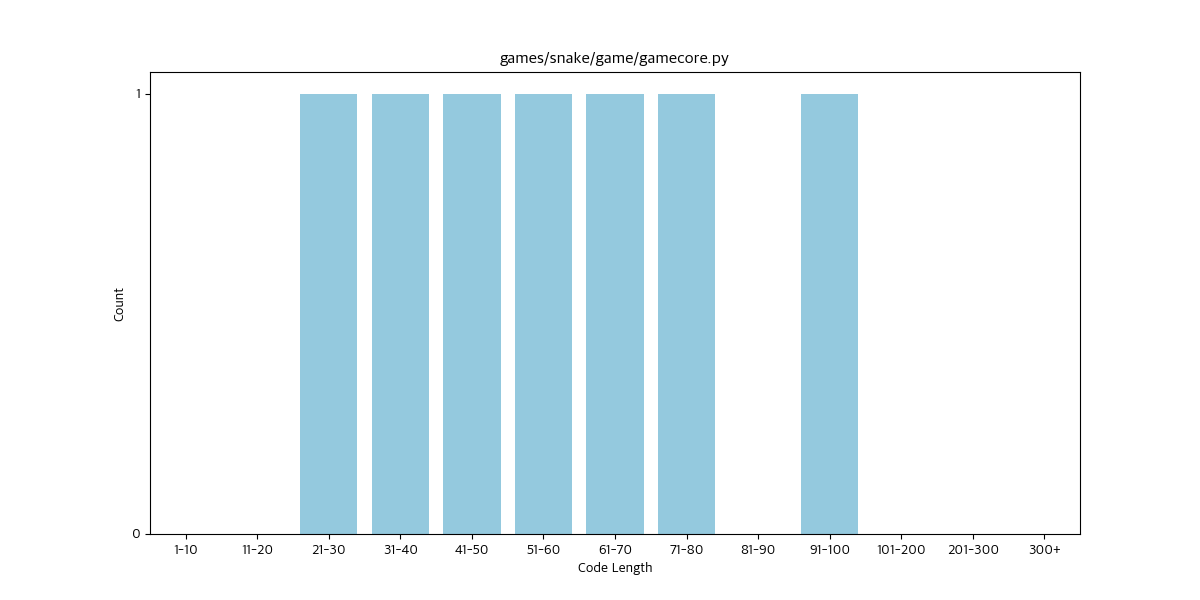 games/snake/game/gamecore.py
1
Count
0
1-10 11-20 21-30 31-40 41-50 51-60 61-70 71-80 81-90 91-100 101-200 201-300 300+
Code Length